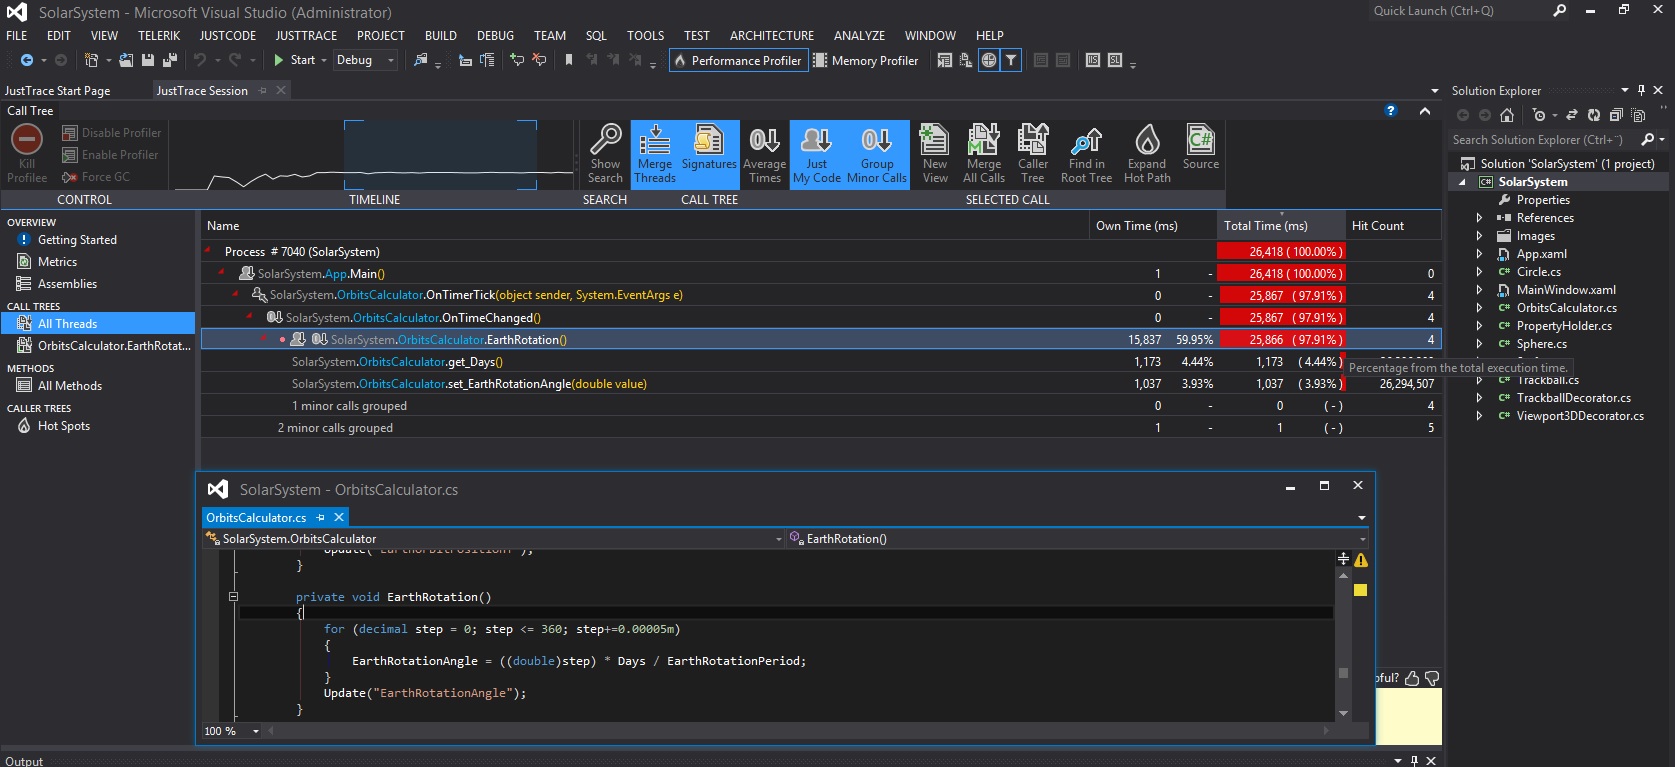 SolarSystem - Microsoft Visual Studio (Administrator)
Quick Launch (Ctrl+Q)
FILE EDIT VIEW TELERIK JUSTCODE JUSTTRACE PROJECT BUILD DEBUG TEAM SQL TOOLS TEST ARCHITECTURE ANALYZE WINDOW HELP
Start Debug Performance Profiler Memory Profiler
JustTrace Start Page JustTrace Session
Call Tree
Kill Profilee
Disable Profiler
Enable Profiler
Force GC
Show Search
Merge Threads
Signatures
Average Times
Just My Code
Group Minor Calls
New View
Merge All Calls
Caller Tree
Find in Root Tree
Expand Hot Path
Source
CONTROL TIMELINE SEARCH CALL TREE SELECTED CALL
OVERVIEW
Getting Started
Metrics
Assemblies
CALL TREES
All Threads
OrbitsCalculator.EarthRotat...
METHODS
All Methods
CALLER TREES
Hot Spots
Name Own Time (ms) Total Time (ms) Hit Count
Process # 7040 (SolarSystem) 26,418 ( 100.00% )
SolarSystem.App.Main() 1 - 26,418 ( 100.00% ) 0
SolarSystem.OrbitsCalculator.OnTimerTick(object sender, System.EventArgs e) 0 - 25,867 ( 97.91% ) 4
SolarSystem.OrbitsCalculator.OnTimeChanged() 0 - 25,867 ( 97.91% ) 4
SolarSystem.OrbitsCalculator.EarthRotation() 15,837 59.95% 25,866 ( 97.91% ) 4
SolarSystem.OrbitsCalculator.get_Days() 1,173 4.44% 1,173 ( 4.44% )
SolarSystem.OrbitsCalculator.set_EarthRotationAngle(double value) 1,037 3.93% 1,037 ( 3.93% ) 26,294,507
1 minor calls grouped 0 - 0 ( - ) 4
2 minor calls grouped 1 - 1 ( - ) 5
Percentage from the total execution time.
SolarSystem - OrbitsCalculator.cs
OrbitsCalculator.cs
SolarSystem.OrbitsCalculator EarthRotation()
}
private void EarthRotation()
{
for (decimal step = 0; step <= 360; step+=0.00005m)
{
EarthRotationAngle = ((double)step) * Days / EarthRotationPeriod;
}
Update("EarthRotationAngle");
}
100 %
pful?
Output
Solution Explorer
Search Solution Explorer (Ctrl+¨)
Solution 'SolarSystem' (1 project)
SolarSystem
Properties
References
Images
App.xaml
Circle.cs
MainWindow.xaml
OrbitsCalculator.cs
PropertyHolder.cs
Sphere.cs
Trackball.cs
TrackballDecorator.cs
Viewport3DDecorator.cs